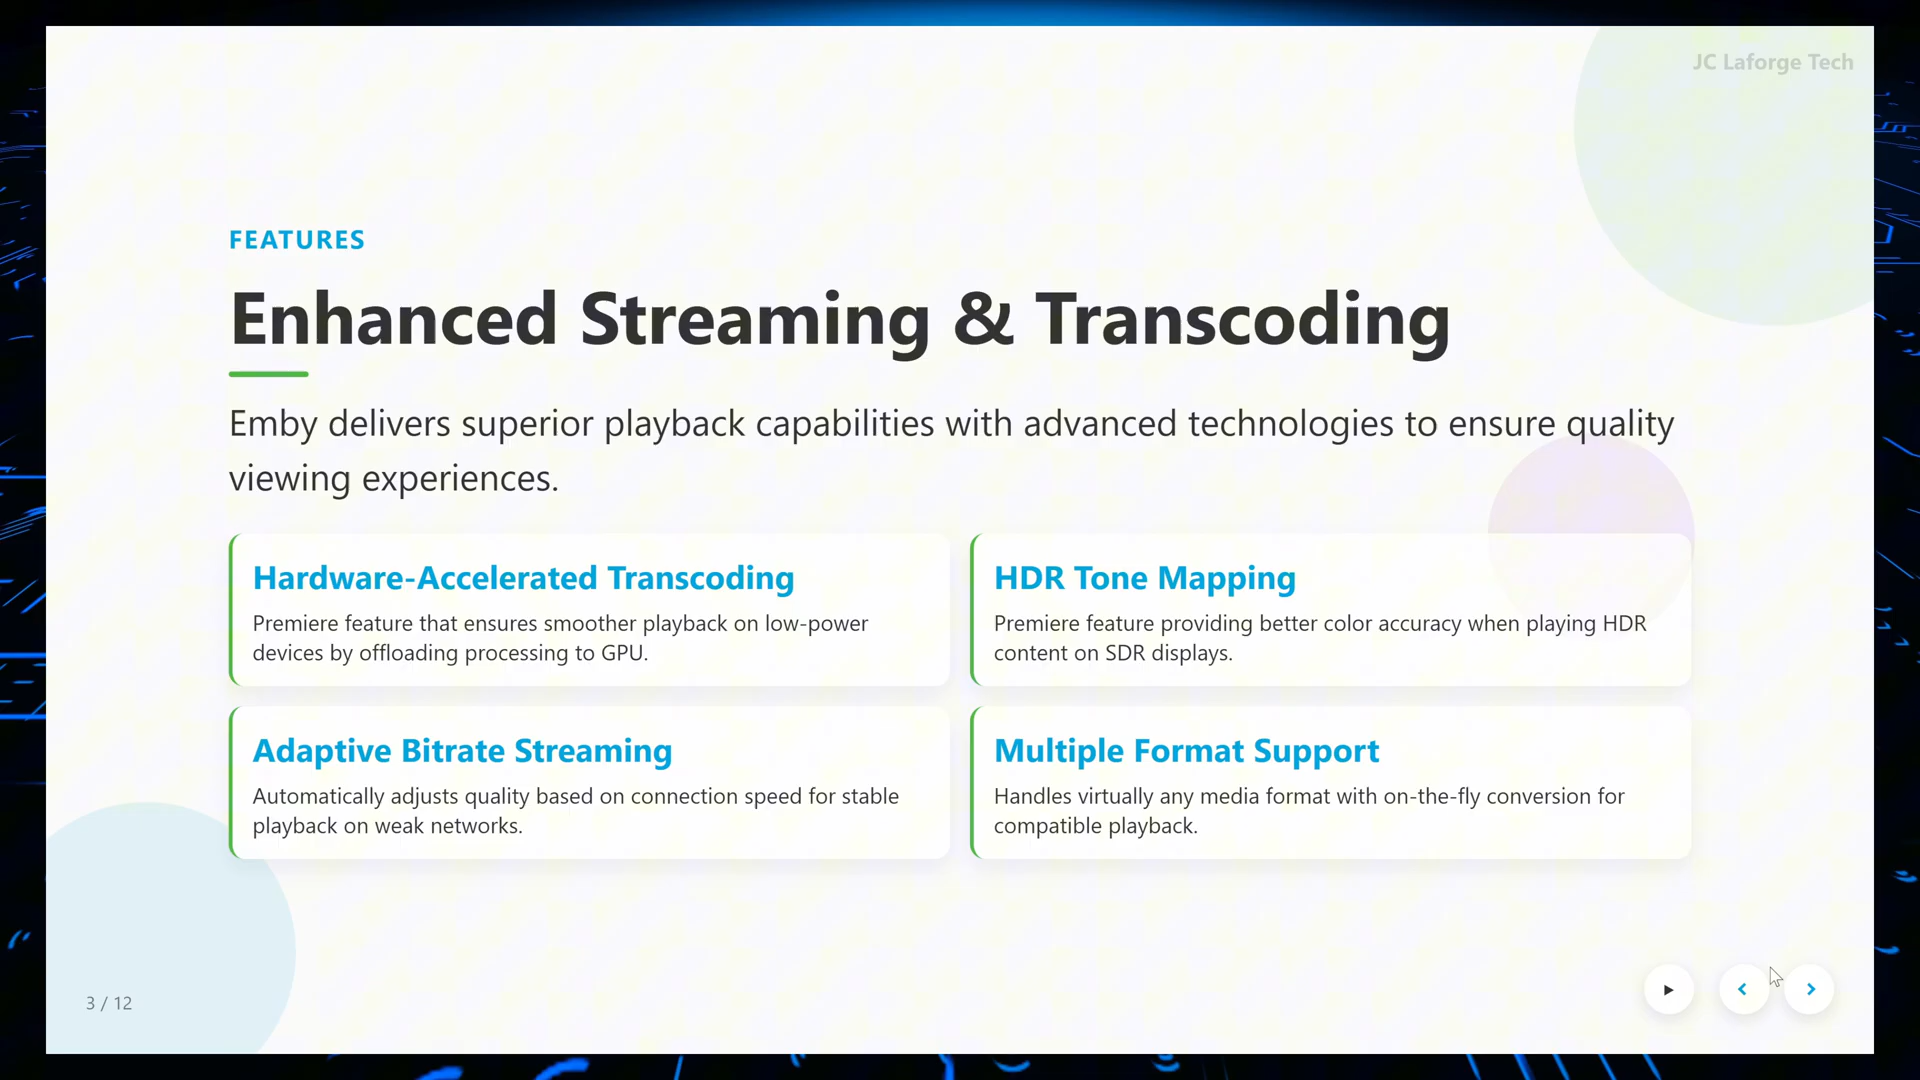 JC Laforge Tech
FEATURES
Enhanced Streaming & Transcoding
Emby delivers superior playback capabilities with advanced technologies to ensure quality
viewing experiences.
Hardware-Accelerated Transcoding
Premiere feature that ensures smoother playback on low-power
devices by offloading processing to GPU.
HDR Tone Mapping
Premiere feature providing better color accuracy when playing HDR
content on SDR displays.
Adaptive Bitrate Streaming
Automatically adjusts quality based on connection speed for stable
playback on weak networks.
Multiple Format Support
Handles virtually any media format with on-the-fly conversion for
compatible playback.
3 / 12